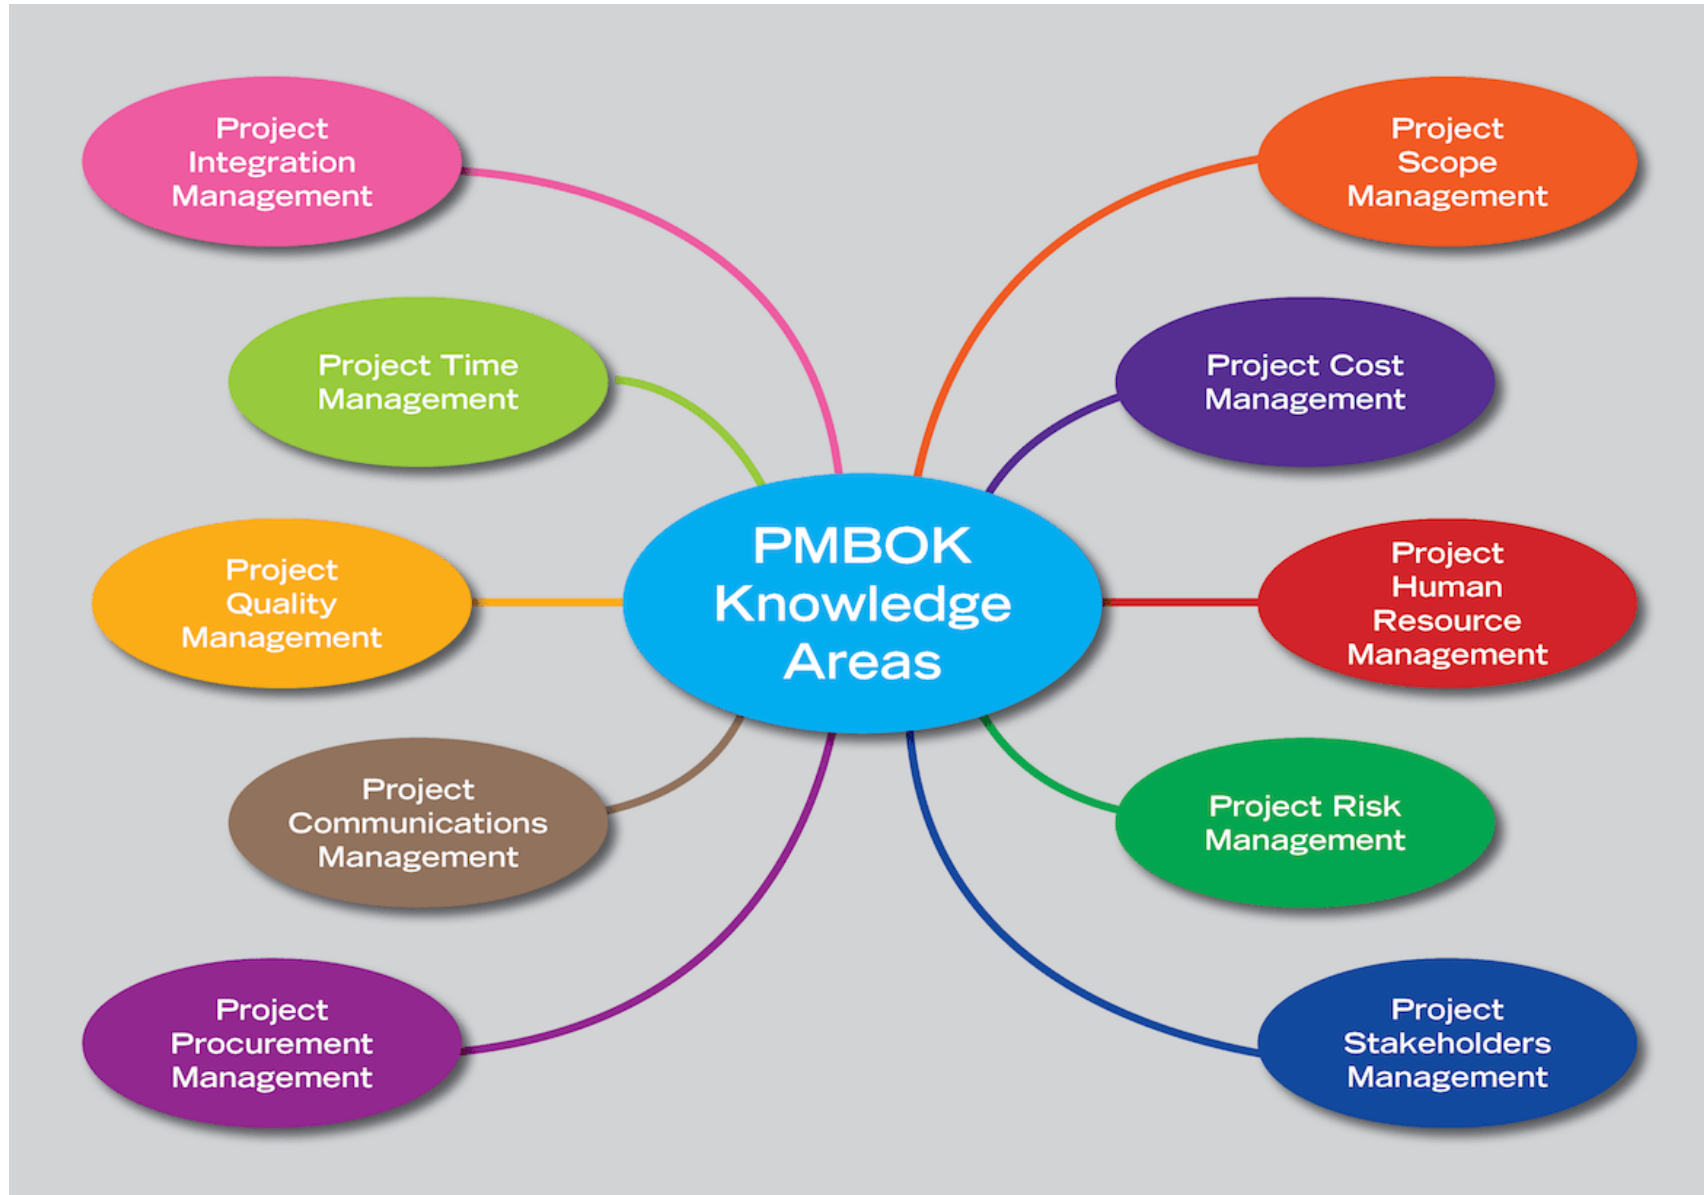 Project
Integration
Management
Project
Scope
Management
Project Time
Management
Project Cost
Management
PMBOK
Knowledge
Areas
Project
Quality
Management
Project
Human
Resource
Management
Project
Communications
Management
Project Risk
Management
Project
Procurement
Management
Project
Stakeholders
Management